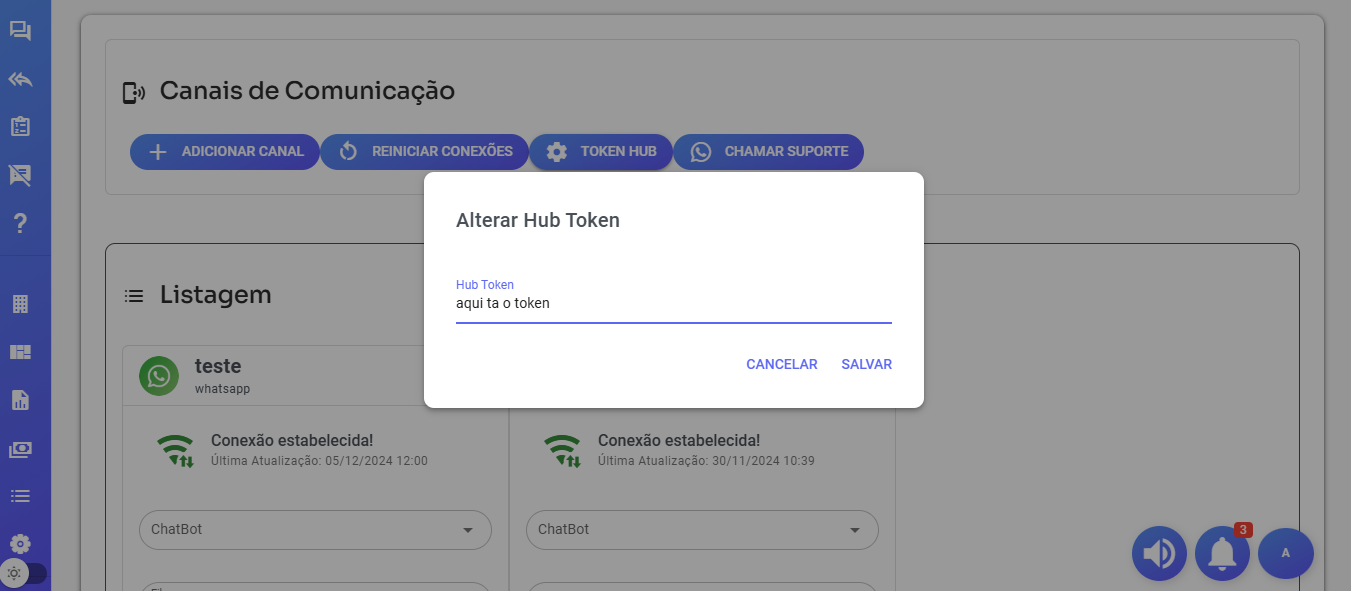 Canais de Comunicação
ADICIONAR CANAL
REINICIAR CONEXÕES
TOKEN HUB
CHAMAR SUPORTE
Alterar Hub Token
Hub Token
aqui ta o token
CANCELAR
SALVAR
Listagem
teste
whatsapp
Conexão estabelecida!
Última Atualização: 05/12/2024 12:00
Conexão estabelecida!
Última Atualização: 30/11/2024 10:39
ChatBot
ChatBot
3
A